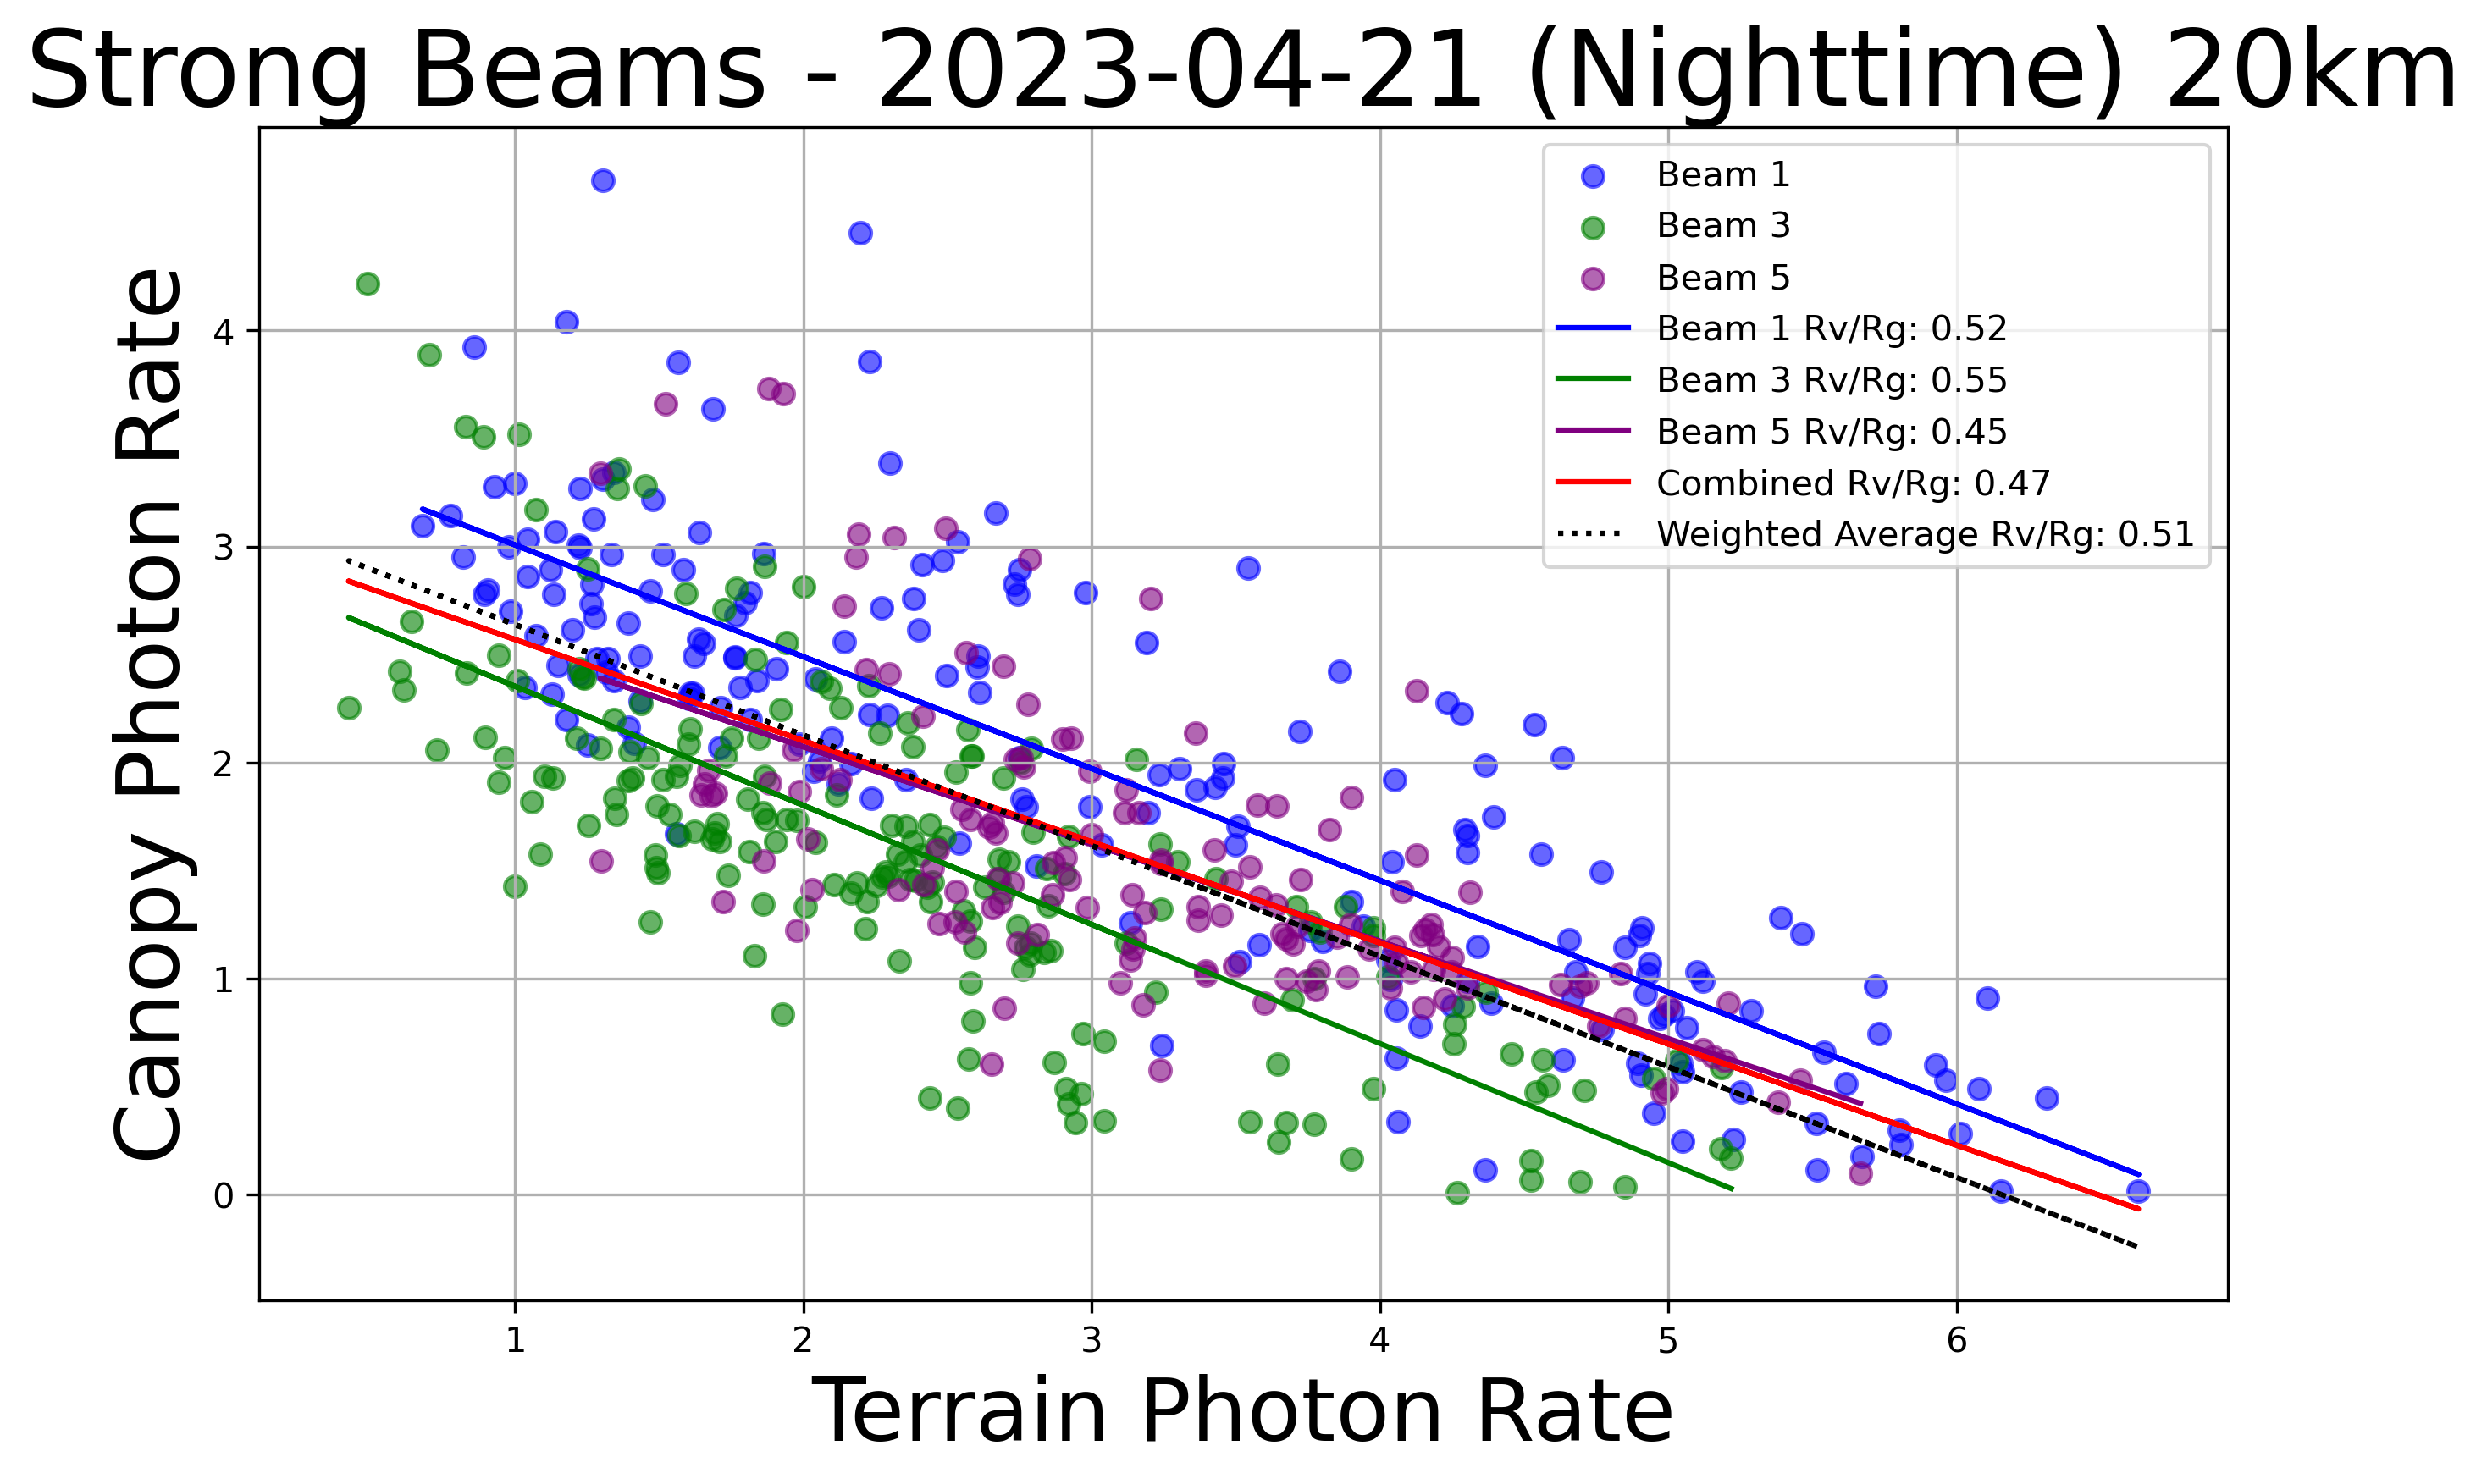 Strong Beams - 2023-04-21 (Nighttime) 20km
Beam 1
Beam 3
Beam 5
Beam 1 Rv/Rg: 0.52
Beam 3 Rv/Rg: 0.55
Beam 5 Rv/Rg: 0.45
Combined Rv/Rg: 0.47
Weighted Average Rv/Rg: 0.51
Canopy Photon Rate
4
3
2
1
0
1 2 3 4 5 6
Terrain Photon Rate